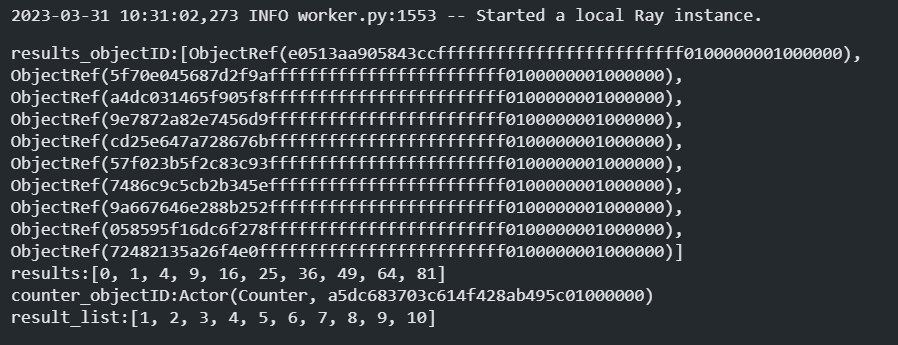 2023-03-31 10:31:02,273 INFO worker.py:1553 -- Started a local Ray instance.
results_objectID:[ObjectRef(e0513aa905843ccfffffffffffffffffffffffff0100000001000000),
ObjectRef(5f70e045687d2f9affffffffffffffffffffffff0100000001000000),
ObjectRef(a4dc031465f905f8ffffffffffffffffffffffff0100000001000000),
ObjectRef(9e7872a82e7456d9ffffffffffffffffffffffff0100000001000000),
ObjectRef(cd25e647a728676bffffffffffffffffffffffff0100000001000000),
ObjectRef(57f023b5f2c83c93ffffffffffffffffffffffff0100000001000000),
ObjectRef(7486c9c5cb2b345effffffffffffffffffffffff0100000001000000),
ObjectRef(9a667646e288b252ffffffffffffffffffffffff0100000001000000),
ObjectRef(058595f16dc6f278ffffffffffffffffffffffff0100000001000000),
ObjectRef(72482135a26f4e0fffffffffffffffffffffffff0100000001000000)]
results:[0, 1, 4, 9, 16, 25, 36, 49, 64, 81]
counter_objectID:Actor(Counter, a5dc683703c614f428ab495c01000000)
result_list:[1, 2, 3, 4, 5, 6, 7, 8, 9, 10]